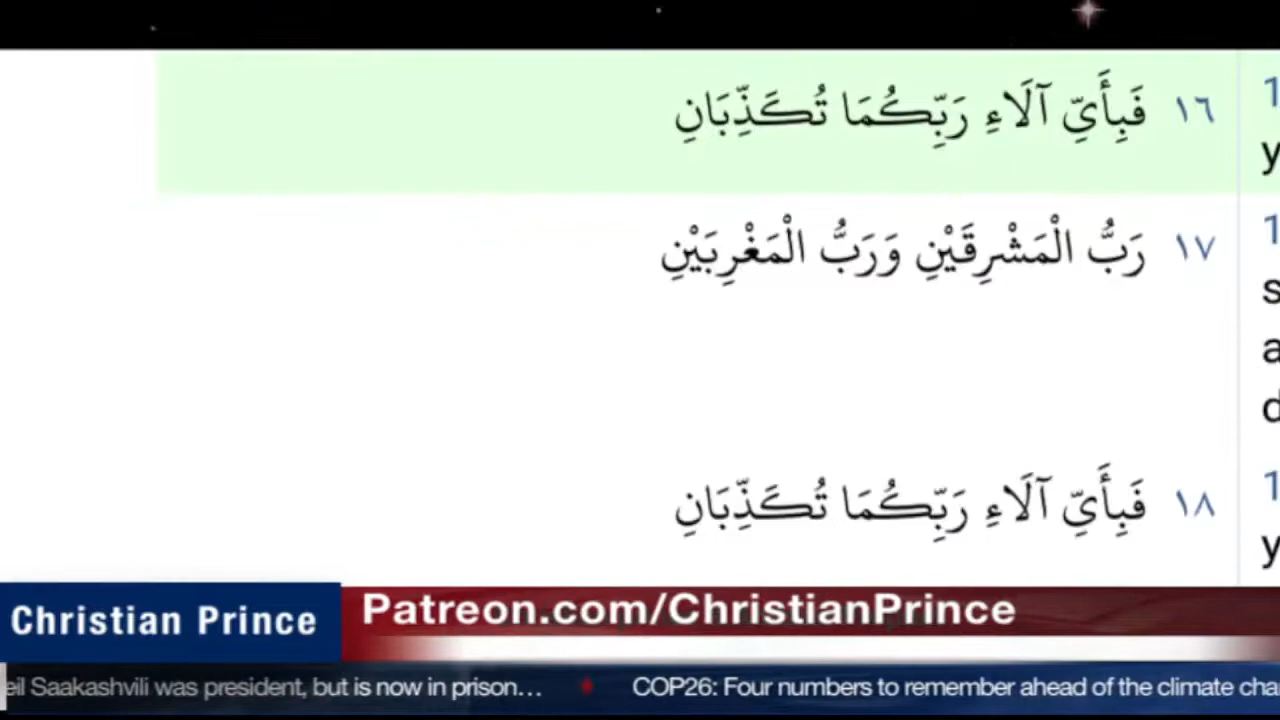 ١٦ فَبِأَيِّ آلَاءِ رَبِّكُمَا تُكَذِّبَانِ
١٧ رَبُّ الْمَشْرِقَيْنِ وَرَبُّ الْمَغْرِبَيْنِ
١٨ فَبِأَيِّ آلَاءِ رَبِّكُمَا تُكَذِّبَانِ
Christian Prince
Patreon.com/ChristianPrince
Saakashvili was president, but is now in prison... COP26: Four numbers to remember ahead of the climate